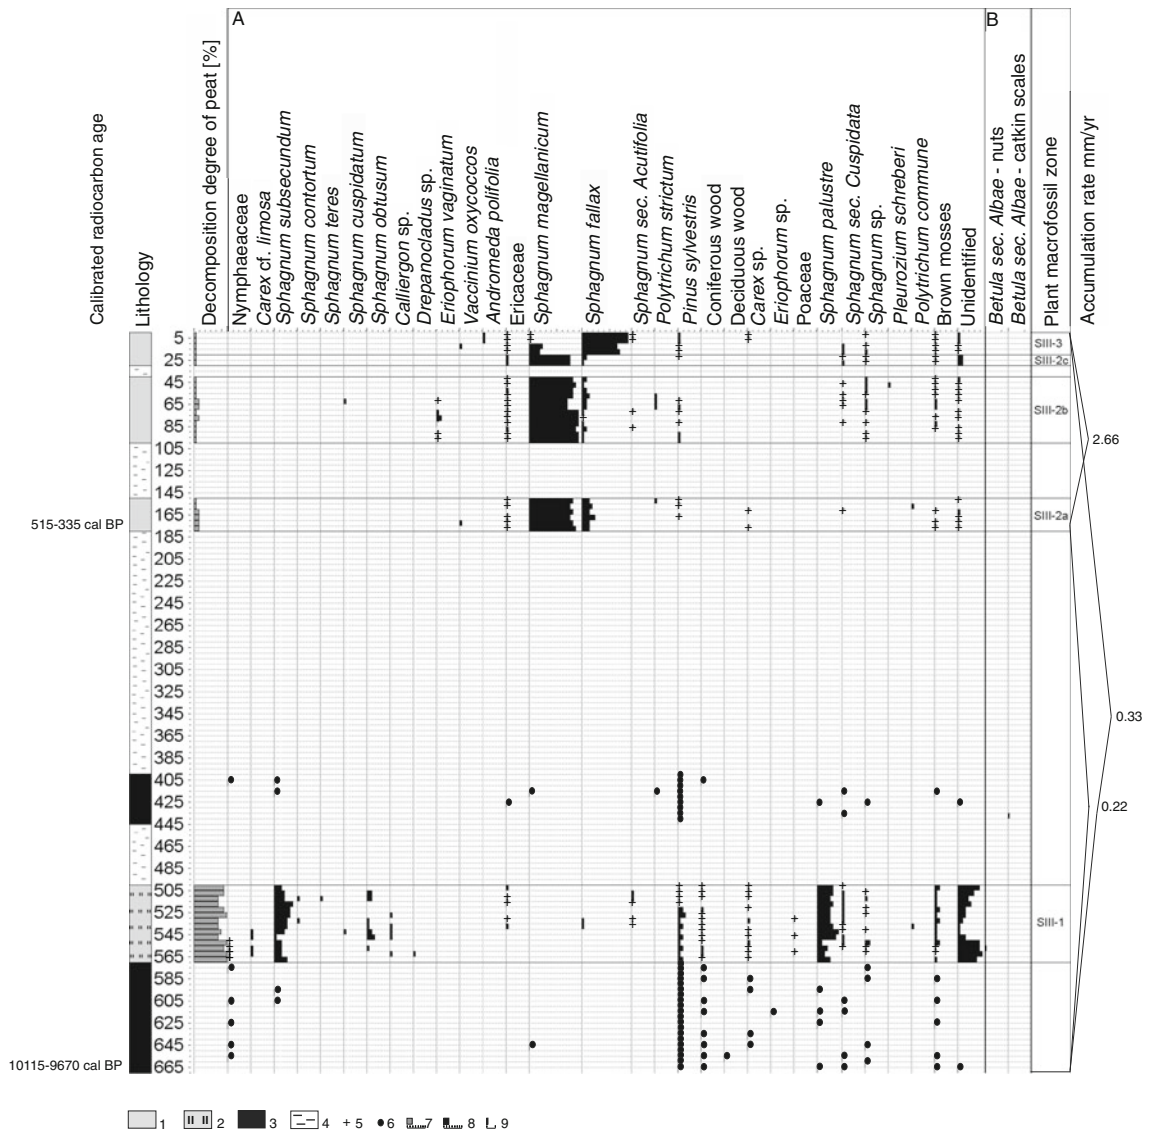 A
B
Calibrated radiocarbon age
Lithology
Decomposition degree of peat [%]
Nymphaeaceae
Carex cf. limosa
Sphagnum subsecundum
Sphagnum contortum
Sphagnum teres
Sphagnum cuspidatum
Sphagnum obtusum
Calliergon sp.
Drepanocladus sp.
Eriophorum vaginatum
Vaccinium oxycoccos
Andromeda polifolia
Ericaceae
Sphagnum magellanicum
Sphagnum fallax
Sphagnum sec. Acutifolia
Polytrichum strictum
Pinus sylvestris
Coniferous wood
Deciduous wood
Carex sp.
Eriophorum sp.
Poaceae
Sphagnum palustre
Sphagnum sec. Cuspidata
Sphagnum sp.
Pleurozium schreberi
Polytrichum commune
Brown mosses
Unidentified
Betula sec. Albae - nuts
Betula sec. Albae - catkin scales
Plant macrofossil zone
Accumulation rate mm/yr
5
SIII-3
25
SIII-2c
45
65
SIII-2b
85
2.66
105
125
145
165
SIII-2a
515-335 cal BP
185
205
225
245
265
285
305
325
345
0.33
365
385
405
425
0.22
445
465
485
505
525
SIII-1
545
565
585
605
625
645
10115-9670 cal BP
665
1
2
3
4
+ 5
6
7
8
9